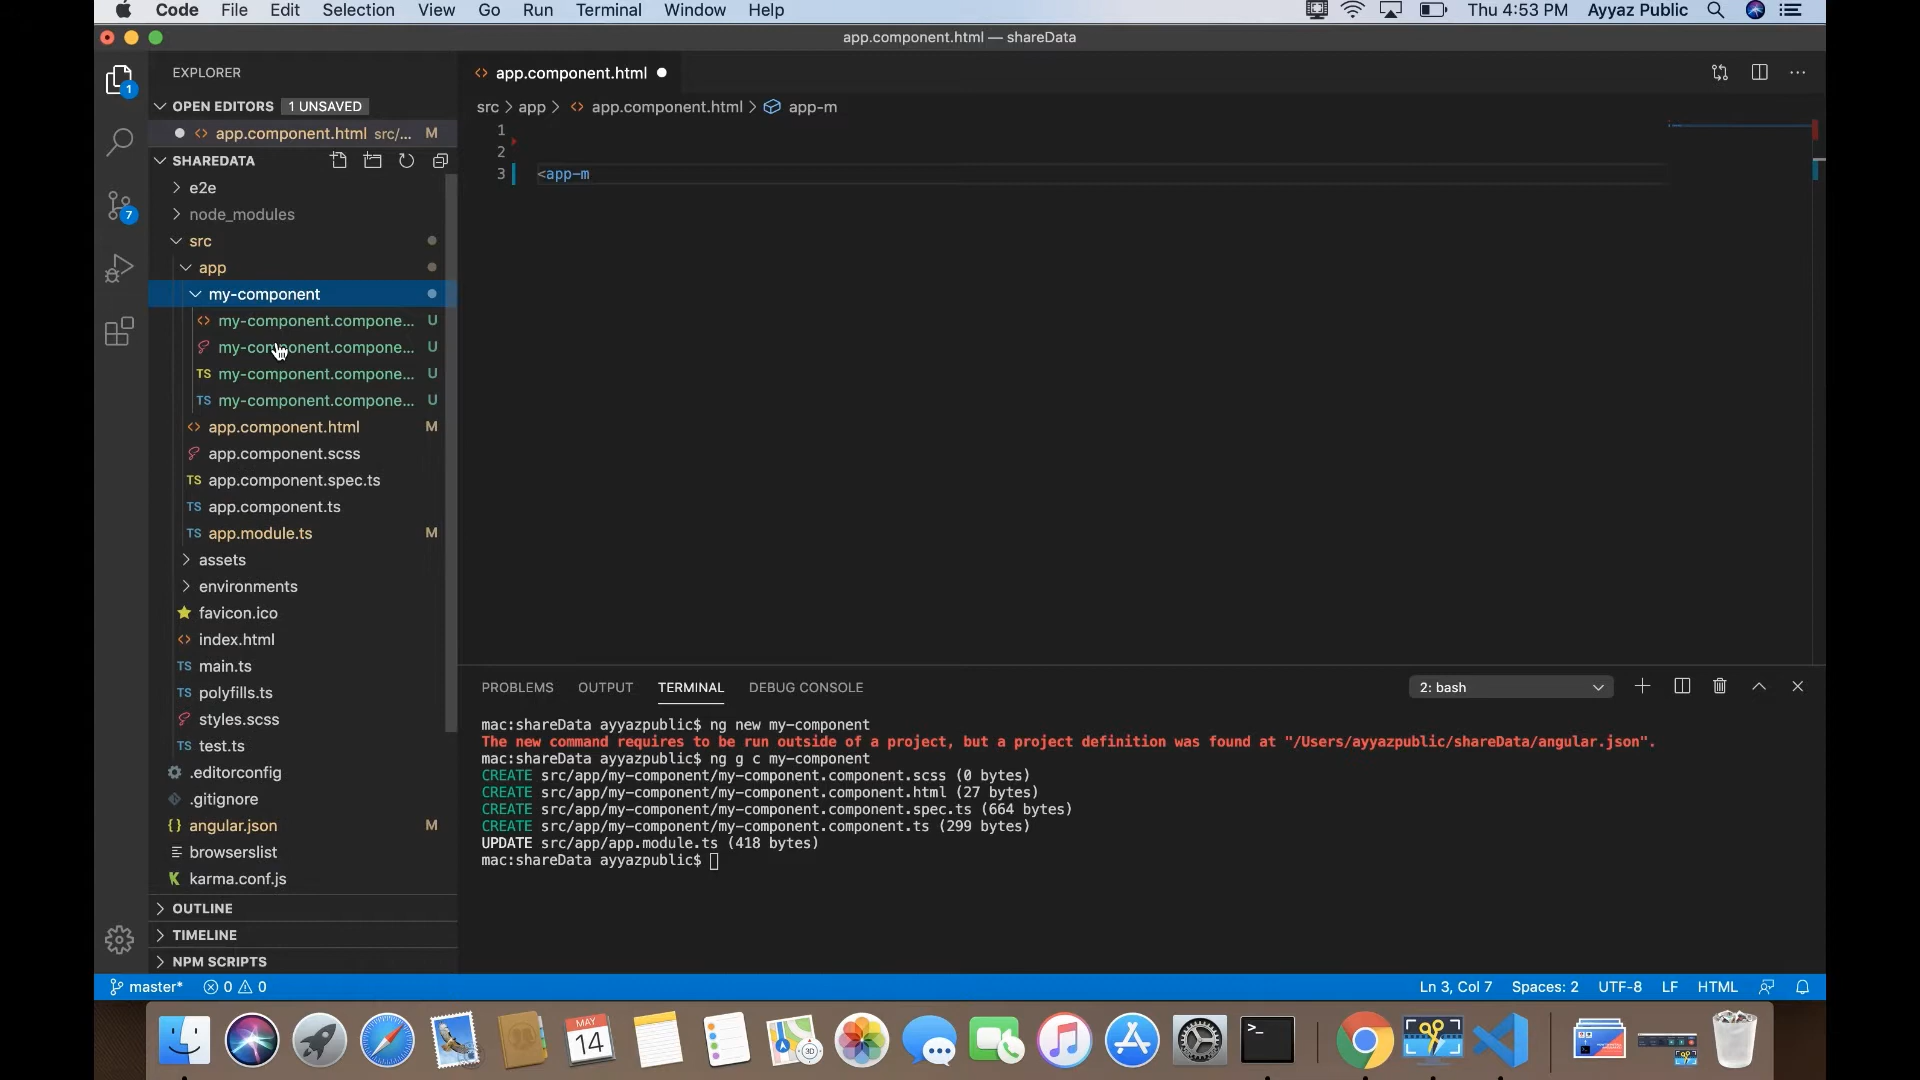 Code File Edit Selection View Go Run Terminal Window Help Thu 4:53 PM Ayyaz Public
app.component.html — shareData
EXPLORER
OPEN EDITORS 1 UNSAVED
app.component.html src/... M
SHAREDATA
e2e
node_modules
src
app
my-component
my-component.compone... U
my-component.compone... U
TS my-component.compone... U
TS my-component.compone... U
app.component.html M
app.component.scss
TS app.component.spec.ts
TS app.component.ts
TS app.module.ts M
assets
environments
favicon.ico
index.html
TS main.ts
TS polyfills.ts
styles.scss
TS test.ts
.editorconfig
.gitignore
{} angular.json M
browserslist
karma.conf.js
OUTLINE
TIMELINE
NPM SCRIPTS
1
7
app.component.html
src > app > app.component.html > app-m
1
2
3 <app-m
PROBLEMS OUTPUT TERMINAL DEBUG CONSOLE 2: bash
mac:shareData ayyazpublic$ ng new my-component
The new command requires to be run outside of a project, but a project definition was found at "/Users/ayyazpublic/shareData/angular.json".
mac:shareData ayyazpublic$ ng g c my-component
CREATE src/app/my-component/my-component.component.scss (0 bytes)
CREATE src/app/my-component/my-component.component.html (27 bytes)
CREATE src/app/my-component/my-component.component.spec.ts (664 bytes)
CREATE src/app/my-component/my-component.component.ts (299 bytes)
UPDATE src/app/app.module.ts (418 bytes)
mac:shareData ayyazpublic$
master* 0 0 Ln 3, Col 7 Spaces: 2 UTF-8 LF HTML
MAY
14
3D
>_